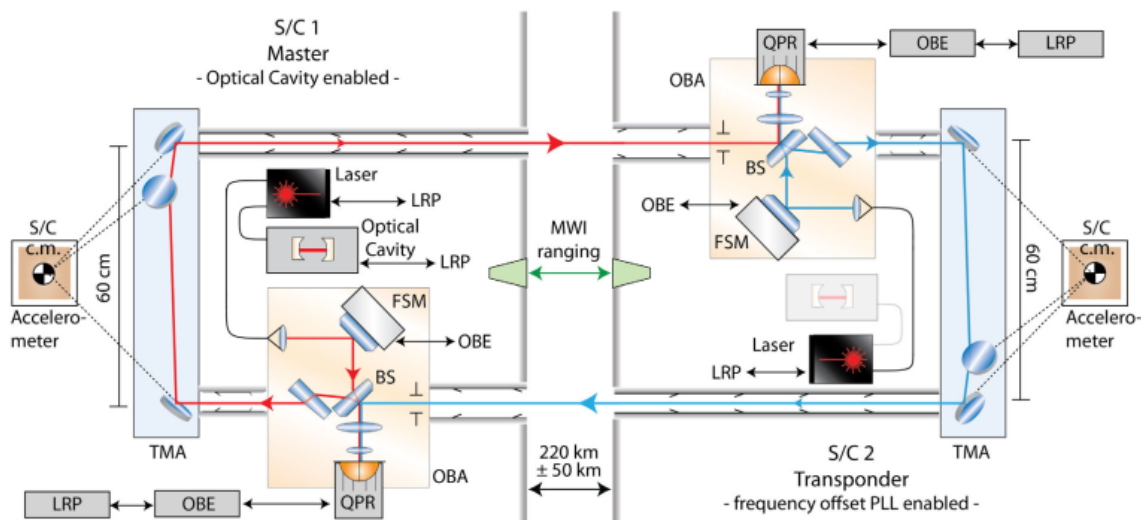 S/C 1
Master
- Optical Cavity enabled -
QPR
OBE
LRP
OBA
BS
Laser
LRP
Optical
Cavity
LRP
OBE
FSM
MWI
ranging
S/C
c.m.
Accelero-
meter
60 cm
S/C
c.m.
Accelero-
meter
60 cm
FSM
OBE
BS
Laser
LRP
TMA
OBA
220 km
± 50 km
S/C 2
Transponder
- frequency offset PLL enabled -
TMA
LRP
OBE
QPR